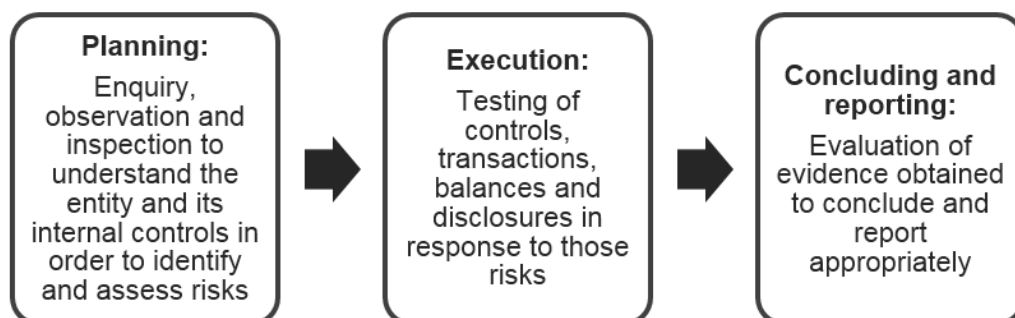 Planning:
Enquiry,
observation and
inspection to
understand the
entity and its
internal controls in
order to identify
and assess risks
Execution:
Testing of
controls,
transactions,
balances and
disclosures in
response to those
risks
Concluding and
reporting:
Evaluation of
evidence obtained
to conclude and
report
appropriately